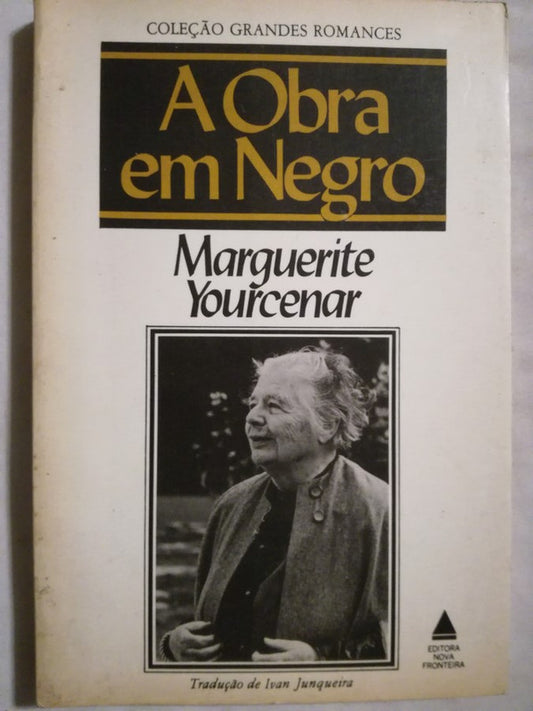 COLEÇÃO GRANDES ROMANCES
A Obra
em Negro
Marguerite
Yourcenar
EDITORA
NOVA
FRONTEIRA
Tradução de Ivan Junqueira